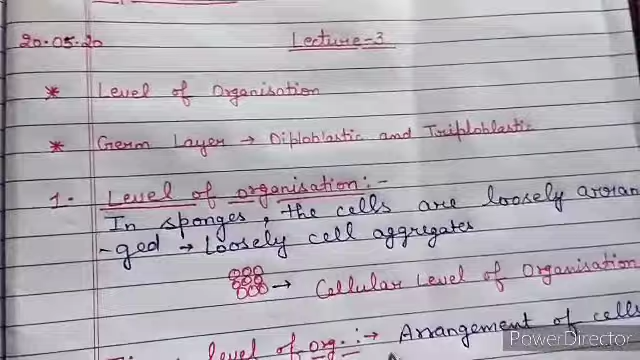 20.05.20 Lecture-3
* Level of Organisation
* Germ Layer → Diploblastic and Triploblastic
1. Level of organisation:-
In sponges, the cells are loosely arran
-ged → Loosely cell aggregates
→ Cellular Level of Organisation
level of org.:→ Arrangement of cells
PowerDirector